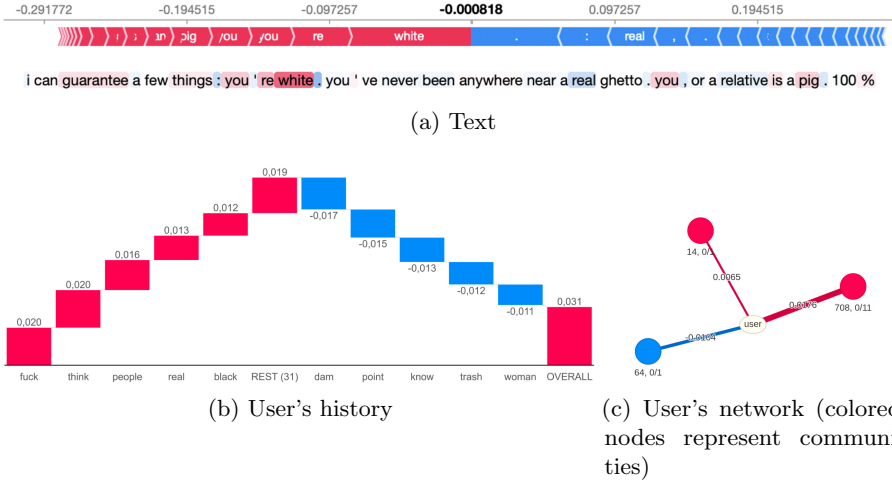 -0.291772 -0.194515 -0.097257 -0.000818 0.097257 0.194515
pig you you re white . : real , .
i can guarantee a few things : you ' re white . you ' ve never been anywhere near a real ghetto . you , or a relative is a pig . 100 %
(a) Text
0,020 0,020 0,016 0,013 0,012 0,019 -0,017 -0,015 -0,013 -0,012 -0,011 0,031
fuck think people real black REST (31) dam point know trash woman OVERALL
(b) User's history
14, 0/1
0.0065
708, 0/11
user
64, 0/1
(c) User's network (colored
nodes represent communi
ties)